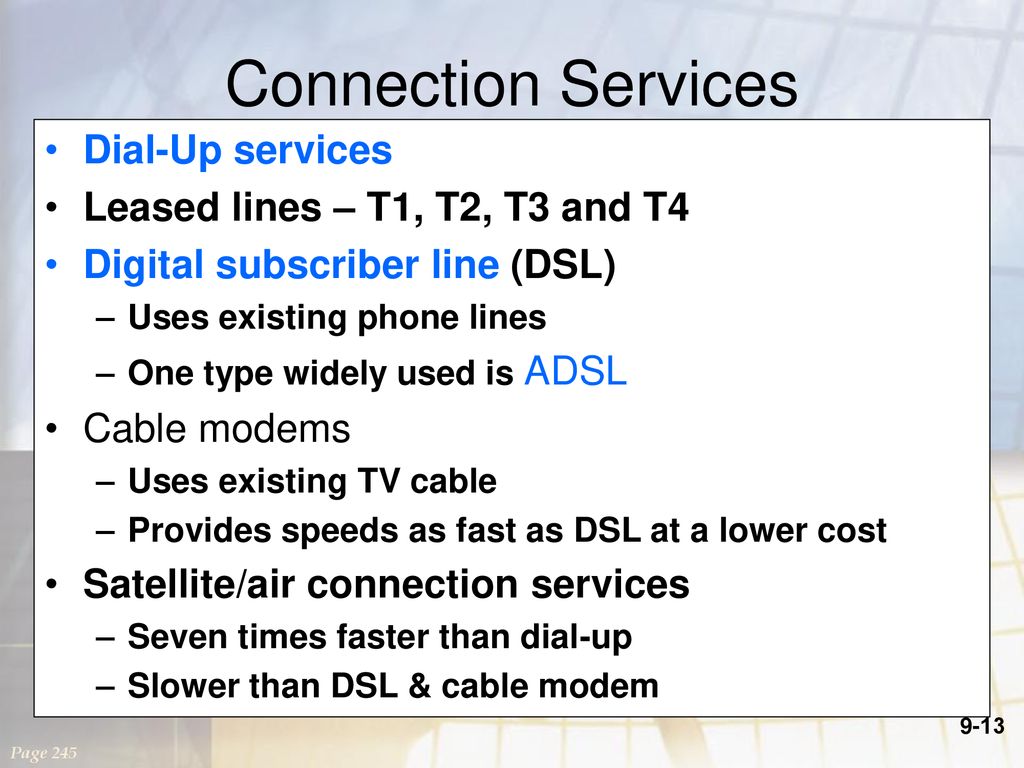 Connection Services
• Dial-Up services
• Leased lines – T1, T2, T3 and T4
• Digital subscriber line (DSL)
– Uses existing phone lines
– One type widely used is ADSL
• Cable modems
– Uses existing TV cable
– Provides speeds as fast as DSL at a lower cost
• Satellite/air connection services
– Seven times faster than dial-up
– Slower than DSL & cable modem
9-13
Page 245